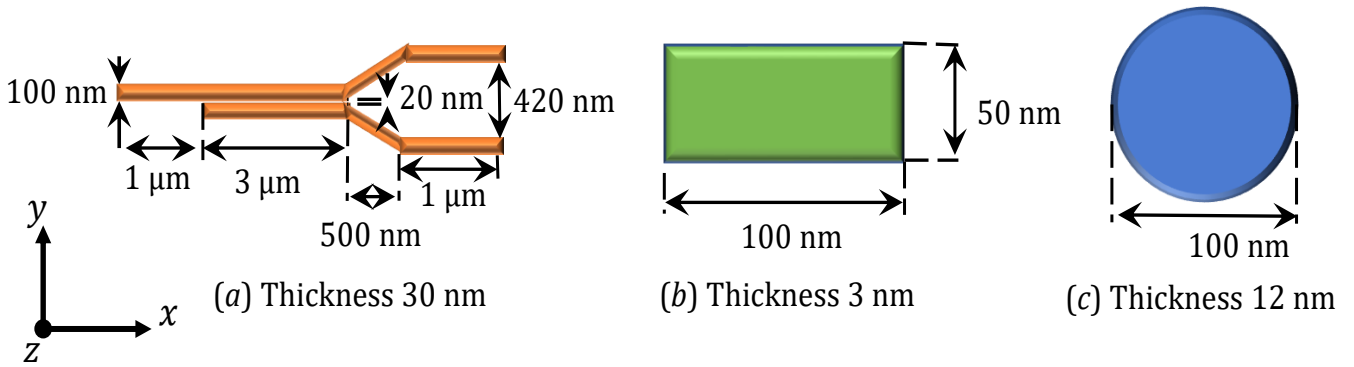 100 nm
20 nm
420 nm
1 μm
3 μm
1 μm
500 nm
(a) Thickness 30 nm
50 nm
100 nm
(b) Thickness 3 nm
100 nm
(c) Thickness 12 nm
y
x
z